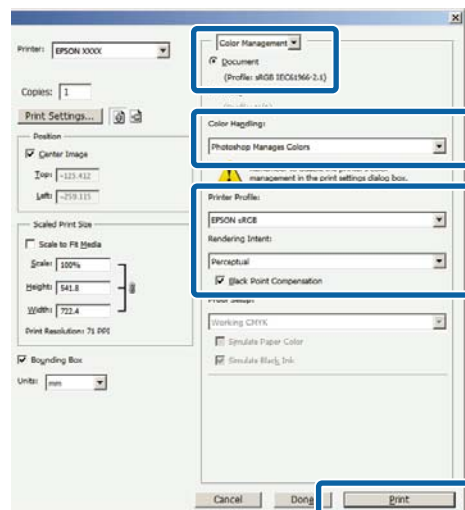 Printer: EPSON XXXX
Copies: 1
Print Settings...
Position
Center Image
Top: -125.412
Left: -259.115
Scaled Print Size
Scale to Fit Media
Scale: 100%
Height: 541.8
Width: 722.4
Print Resolution: 71 PPI
Bounding Box
Units: mm
Color Management
Document
(Profile: sRGB IEC61966-2.1)
Color Handling:
Photoshop Manages Colors
management in the print settings dialog box.
Printer Profile:
EPSON sRGB
Rendering Intent:
Perceptual
Black Point Compensation
Proof Setup:
Working CMYK
Simulate Paper Color
Simulate Black Ink
Cancel
Done
Print